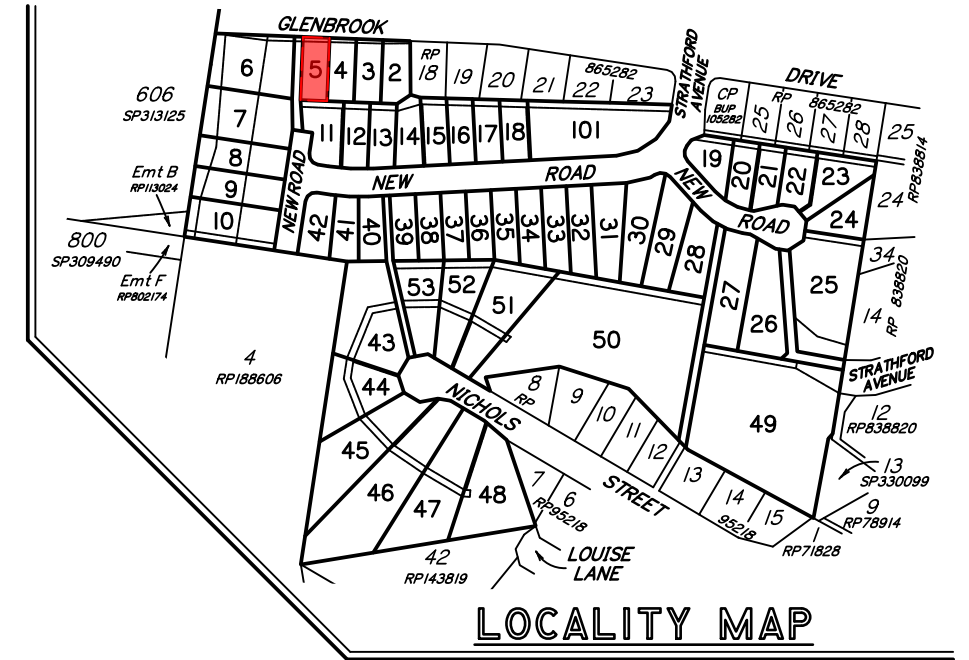 GLENBROOK
DRIVE
STRATHFORD
AVENUE
6
5
4
3
2
RP
18
19
20
21
22
23
865282
CP
BUP
105282
25
RP
26
865282
27
28
25
RP838814
24
606
SP313125
7
8
9
10
11
12
13
14
15
16
17
18
101
19
20
21
22
23
24
Emt B
RP113024
NEW ROAD
NEW ROAD
NEW
ROAD
800
SP309490
Emt F
RP802174
42
41
40
39
38
37
36
35
34
33
32
31
30
29
28
27
26
25
34
838820
14
RP
53
52
51
50
43
44
45
46
47
48
49
4
RP188606
NICHOLS
STREET
8
RP
9
10
11
12
13
14
15
95218
STRATHFORD
AVENUE
12
RP838820
13
SP330099
9
RP78914
1
RP71828
7
6
RP95218
42
RP143819
LOUISE
LANE
LOCALITY MAP